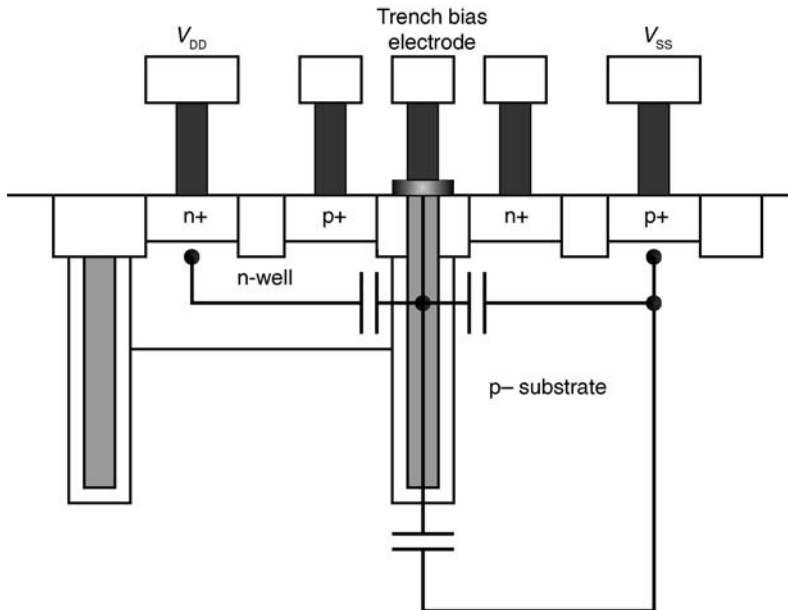 Trench bias
electrode
V_DD
V_SS
n+
p+
n+
p+
n-well
p– substrate